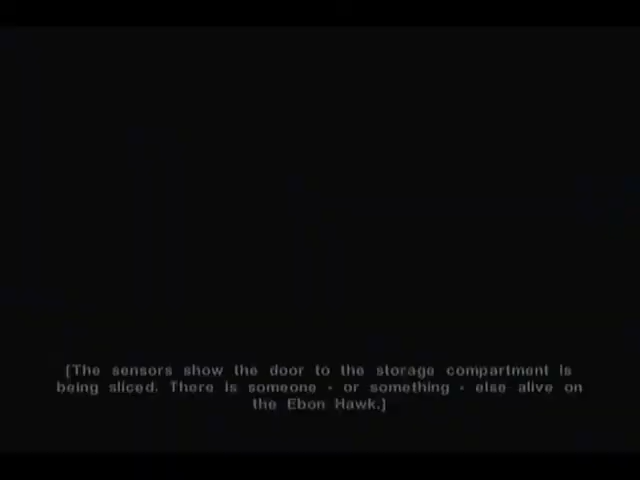 [The sensors show the door to the storage compartment is
being sliced. There is someone - or something - else alive on
the Ebon Hawk.]